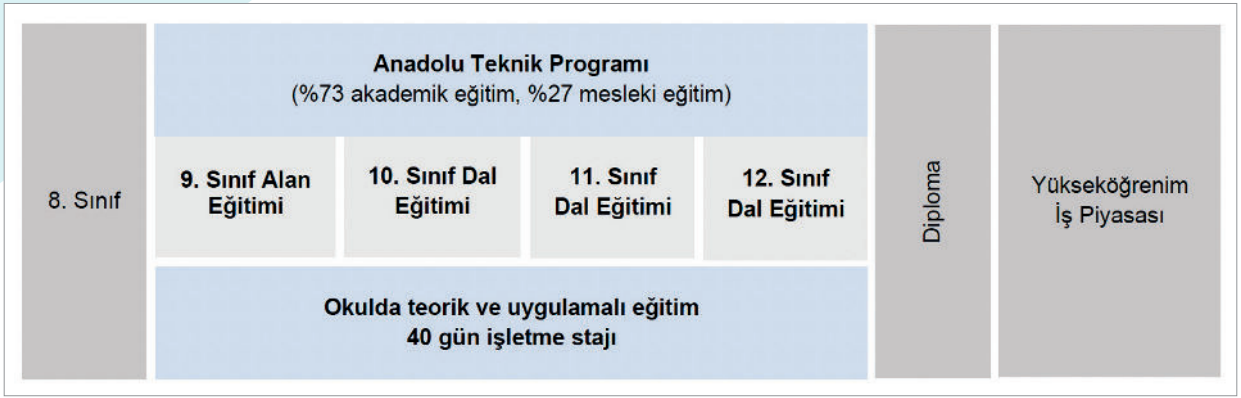 8. Sınıf
Anadolu Teknik Programı
(%73 akademik eğitim, %27 mesleki eğitim)
9. Sınıf Alan
Eğitimi
10. Sınıf Dal
Eğitimi
11. Sınıf
Dal Eğitimi
12. Sınıf
Dal Eğitimi
Okulda teorik ve uygulamalı eğitim
40 gün işletme stajı
Diploma
Yükseköğrenim
İş Piyasası